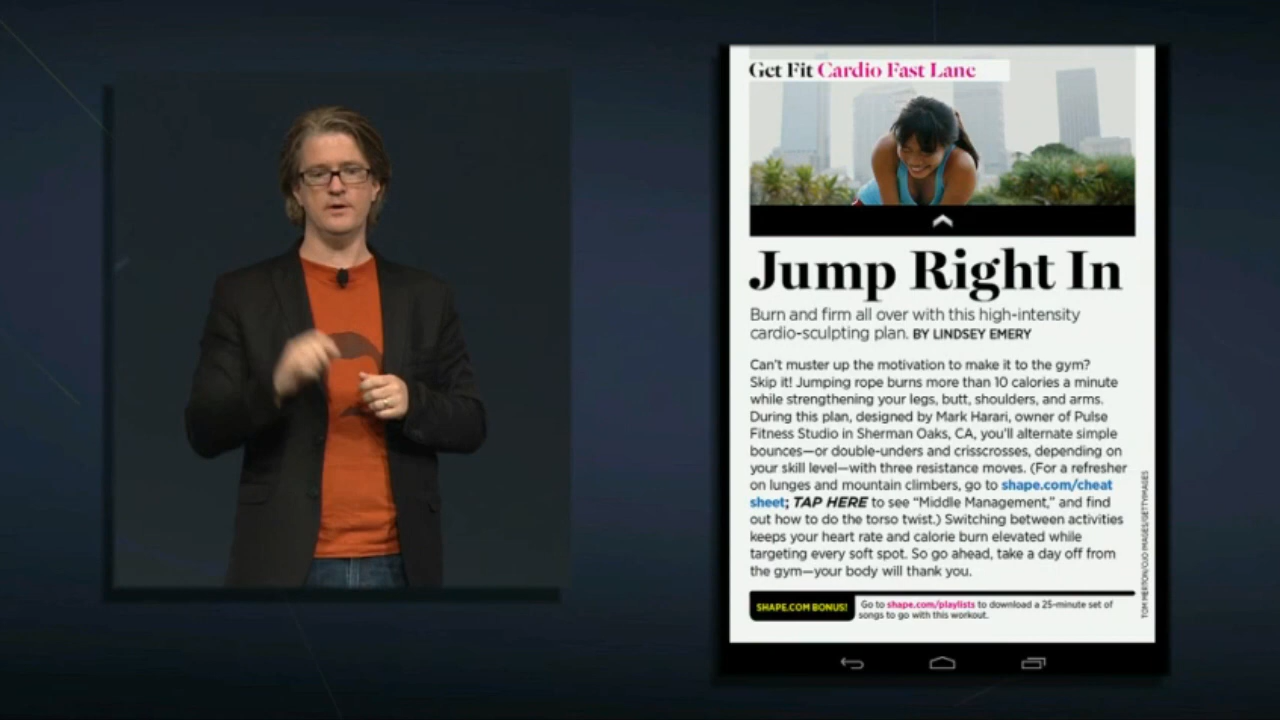 Get Fit Cardio Fast Lane
Jump Right In
Burn and firm all over with this high-intensity
cardio-sculpting plan. BY LINDSEY EMERY
Can't muster up the motivation to make it to the gym?
Skip it! Jumping rope burns more than 10 calories a minute
while strengthening your legs, butt, shoulders, and arms.
During this plan, designed by Mark Harari, owner of Pulse
Fitness Studio in Sherman Oaks, CA, you'll alternate simple
bounces—or double-unders and crisscrosses, depending on
your skill level—with three resistance moves. (For a refresher
on lunges and mountain climbers, go to shape.com/cheat
sheet; TAP HERE to see “Middle Management,” and find
out how to do the torso twist.) Switching between activities
keeps your heart rate and calorie burn elevated while
targeting every soft spot. So go ahead, take a day off from
the gym—your body will thank you.
TOM MERTON/OJO IMAGES/GETTYIMAGES
SHAPE.COM BONUS! Go to shape.com/playlists to download a 25-minute set of
songs to go with this workout.